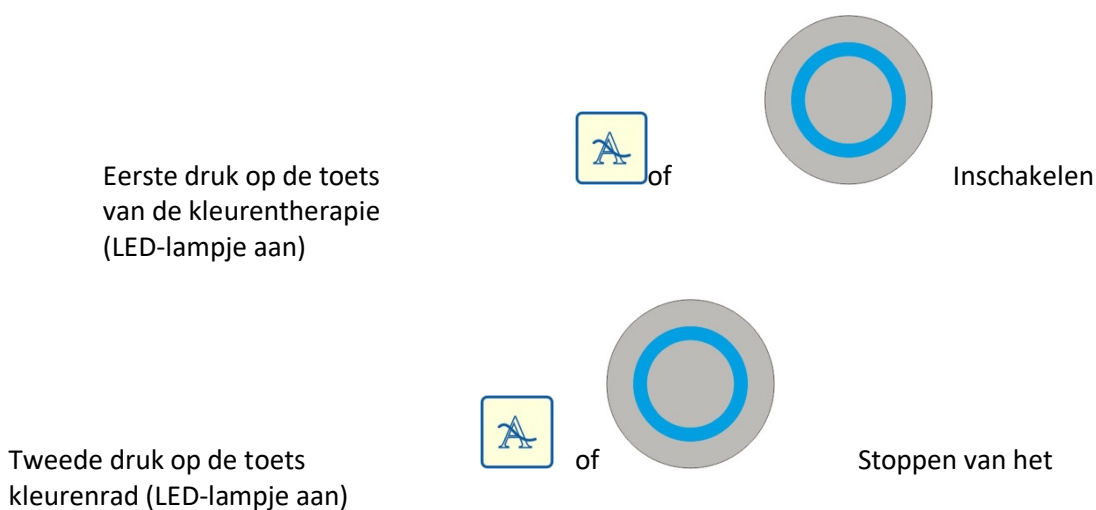 A of Inschakelen
Eerste druk op de toets
van de kleurentherapie
(LED-lampje aan)
A of Stoppen van het
Tweede druk op de toets
kleurenrad (LED-lampje aan)